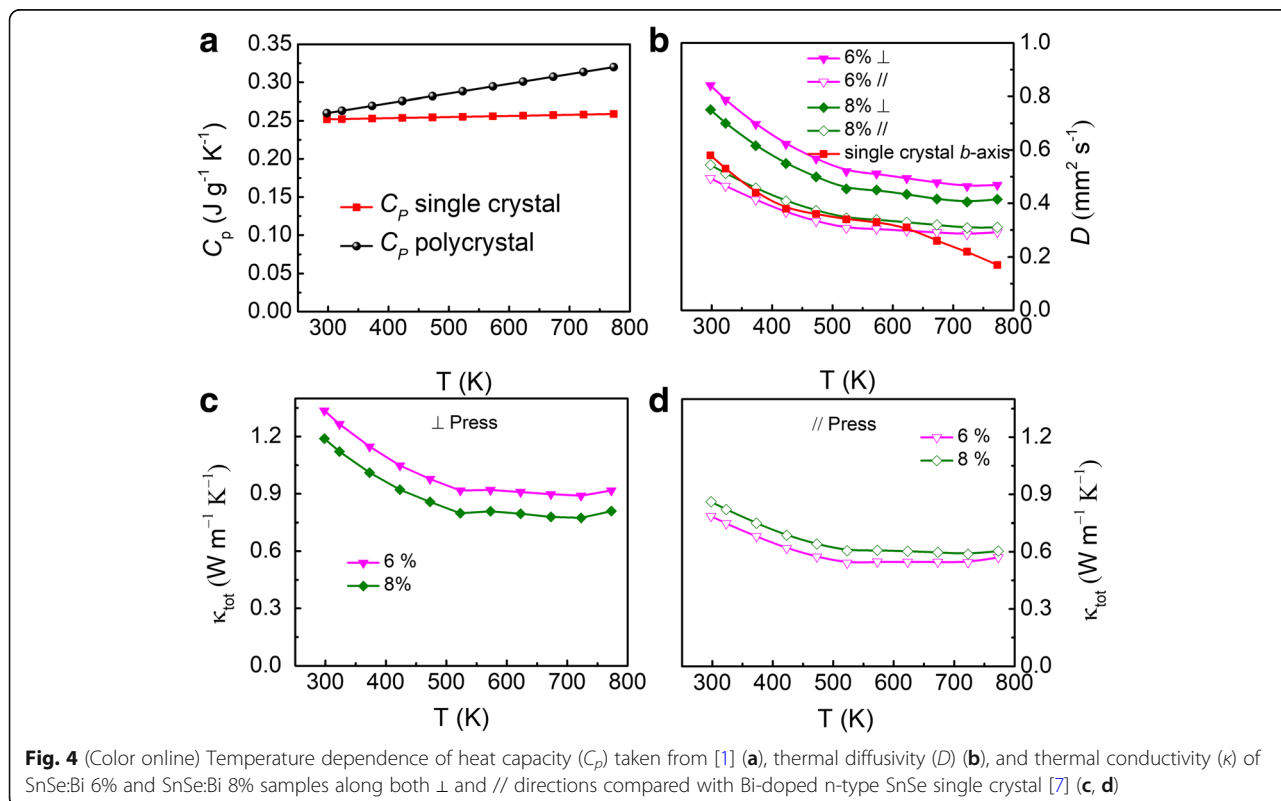 a
0.35
0.30
0.25
0.20
0.15
0.10
0.05
0.00
C_p (J g⁻¹ K⁻¹)
C_P single crystal
C_P polycrystal
300 400 500 600 700 800
T (K)
b
6% ⊥
6% //
8% ⊥
8% //
single crystal b-axis
1.0
0.8
0.6
0.4
0.2
0.0
D (mm² s⁻¹)
300 400 500 600 700 800
T (K)
c
⊥ Press
1.2
0.9
0.6
0.3
0.0
κ_tot (W m⁻¹ K⁻¹)
6 %
8%
300 400 500 600 700 800
T (K)
d
// Press
6 %
8 %
1.2
0.9
0.6
0.3
0.0
κ_tot (W m⁻¹ K⁻¹)
300 400 500 600 700 800
T (K)
Fig. 4 (Color online) Temperature dependence of heat capacity (C_p) taken from [1] (a), thermal diffusivity (D) (b), and thermal conductivity (κ) of
SnSe:Bi 6% and SnSe:Bi 8% samples along both ⊥ and // directions compared with Bi-doped n-type SnSe single crystal [7] (c, d)